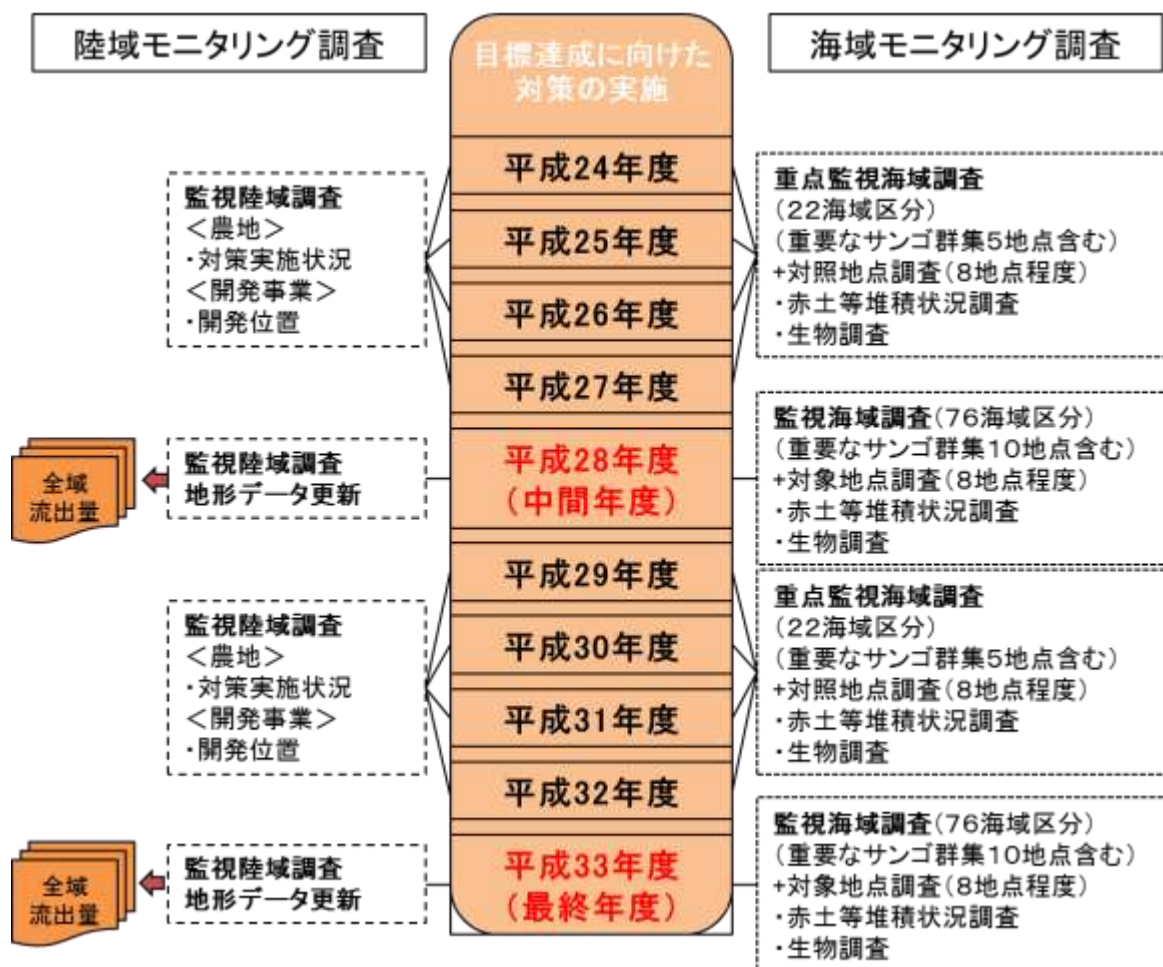 陸域モニタリング調査
目標達成に向けた
対策の実施
海域モニタリング調査
平成24年度
平成25年度
平成26年度
平成27年度
平成28年度
(中間年度)
平成29年度
平成30年度
平成31年度
平成32年度
平成33年度
(最終年度)
監視陸域調査
<農地>
・対策実施状況
<開発事業>
・開発位置
監視陸域調査
地形データ更新
全域
流出量
監視陸域調査
<農地>
・対策実施状況
<開発事業>
・開発位置
監視陸域調査
地形データ更新
全域
流出量
重点監視海域調査
(22海域区分)
(重要なサンゴ群集5地点含む)
+対照地点調査(8地点程度)
・赤土等堆積状況調査
・生物調査
監視海域調査(76海域区分)
(重要なサンゴ群集10地点含む)
+対象地点調査(8地点程度)
・赤土等堆積状況調査
・生物調査
重点監視海域調査
(22海域区分)
(重要なサンゴ群集5地点含む)
+対照地点調査(8地点程度)
・赤土等堆積状況調査
・生物調査
監視海域調査(76海域区分)
(重要なサンゴ群集10地点含む)
+対象地点調査(8地点程度)
・赤土等堆積状況調査
・生物調査